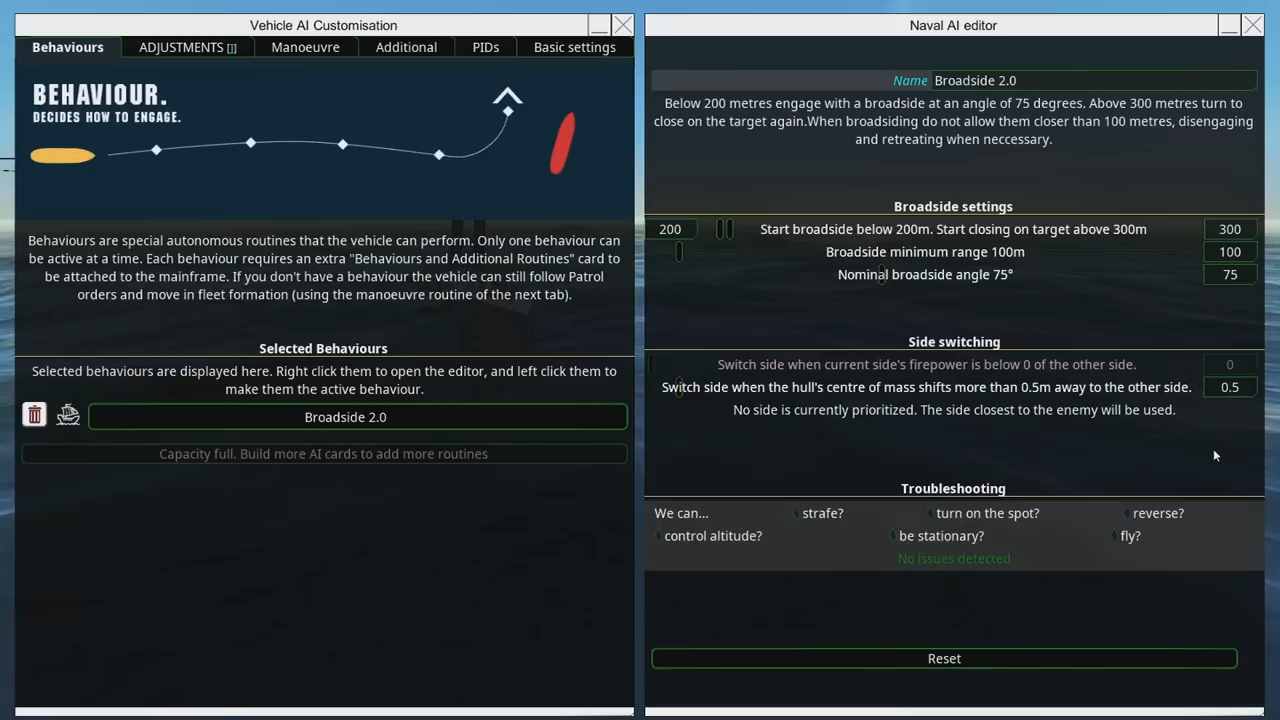 Vehicle AI Customisation
Behaviours
ADJUSTMENTS []]
Manoeuvre
Additional
PIDs
Basic settings
BEHAVIOUR.
DECIDES HOW TO ENGAGE.
Behaviours are special autonomous routines that the vehicle can perform. Only one behaviour can
be active at a time. Each behaviour requires an extra "Behaviours and Additional Routines" card to
be attached to the mainframe. If you don't have a behaviour the vehicle can still follow Patrol
orders and move in fleet formation (using the manoeuvre routine of the next tab).
Selected Behaviours
Selected behaviours are displayed here. Right click them to open the editor, and left click them to
make them the active behaviour.
Broadside 2.0
Capacity full. Build more AI cards to add more routines
Naval AI editor
Name Broadside 2.0
Below 200 metres engage with a broadside at an angle of 75 degrees. Above 300 metres turn to
close on the target again.When broadsiding do not allow them closer than 100 metres, disengaging
and retreating when neccessary.
Broadside settings
200 Start broadside below 200m. Start closing on target above 300m 300
Broadside minimum range 100m 100
Nominal broadside angle 75° 75
Side switching
Switch side when current side's firepower is below 0 of the other side. 0
Switch side when the hull's centre of mass shifts more than 0.5m away to the other side. 0.5
No side is currently prioritized. The side closest to the enemy will be used.
Troubleshooting
We can... strafe? turn on the spot? reverse?
control altitude? be stationary? fly?
No issues detected
Reset